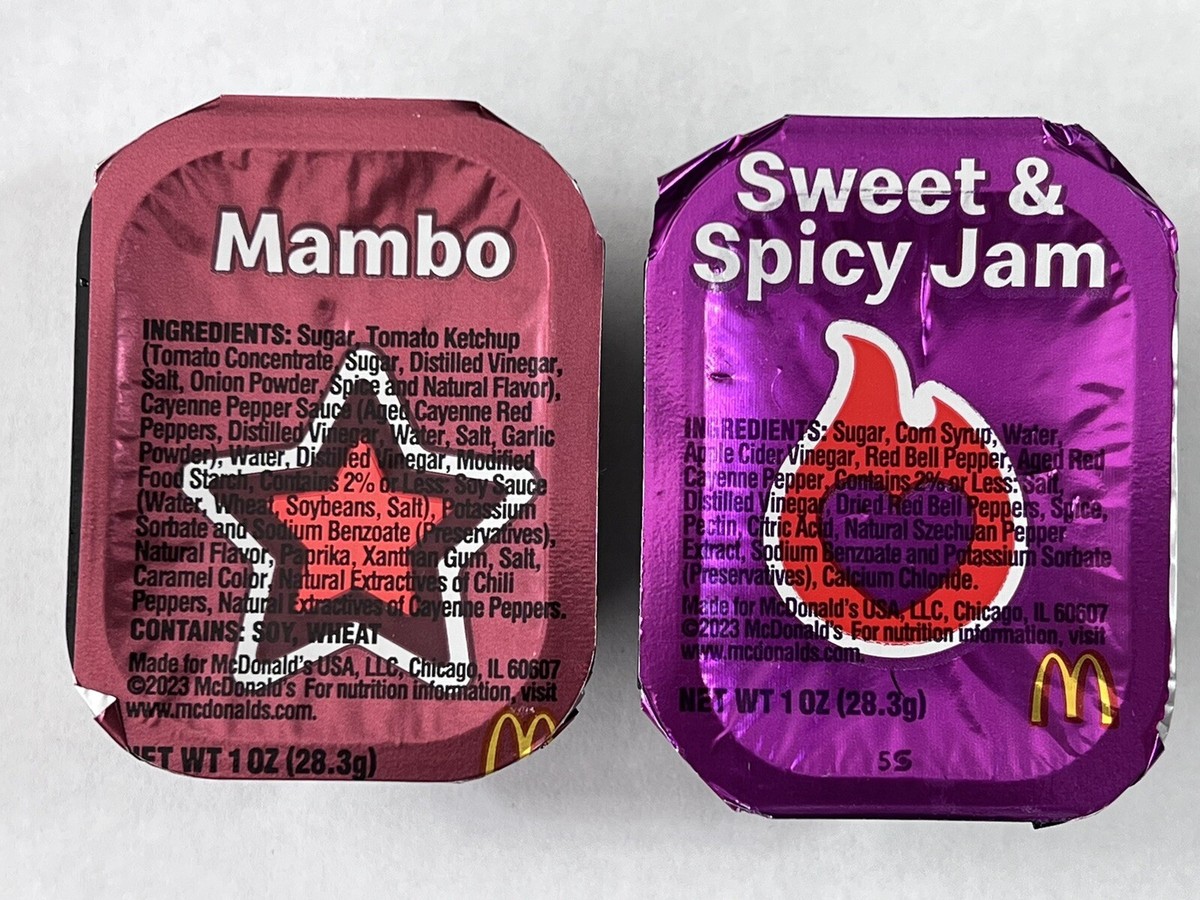 Mambo
INGREDIENTS: Sugar, Tomato Ketchup
(Tomato Concentrate, Sugar, Distilled Vinegar,
Salt, Onion Powder, Spice and Natural Flavor),
Cayenne Pepper Sauce (Aged Cayenne Red
Peppers, Distilled Vinegar, Water, Salt, Garlic
Powder), Water, Distilled Vinegar, Modified
Food Starch, Contains 2% or Less: Soy Sauce
(Water, Wheat, Soybeans, Salt), Potassium
Sorbate and Sodium Benzoate (Preservatives),
Natural Flavor, Paprika, Xanthan Gum, Salt,
Caramel Color, Natural Extractives of Chili
Peppers, Natural Extractives of Cayenne Peppers.
CONTAINS: SOY, WHEAT
Made for McDonald's USA, LLC, Chicago, IL 60607
©2023 McDonald's For nutrition information, visit
www.mcdonalds.com.
NET WT 1 OZ (28.3g)
Sweet &
Spicy Jam
INGREDIENTS: Sugar, Corn Syrup, Water,
Apple Cider Vinegar, Red Bell Pepper, Aged Red
Cayenne Pepper, Contains 2% or Less: Salt,
Distilled Vinegar, Dried Red Bell Peppers, Spice,
Pectin, Citric Acid, Natural Szechuan Pepper
Extract, Sodium Benzoate and Potassium Sorbate
(Preservatives), Calcium Chloride.
Made for McDonald's USA, LLC, Chicago, IL 60607
©2023 McDonald's For nutrition information, visit
www.mcdonalds.com.
NET WT 1 OZ (28.3g)